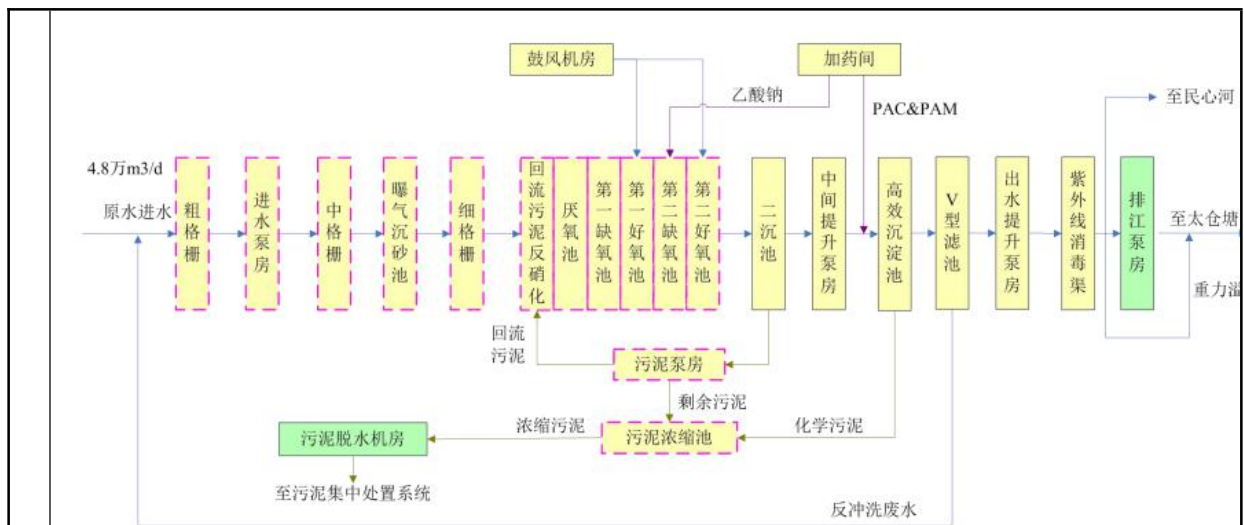 鼓风机房
加药间
乙酸钠
PAC&PAM
至民心河
4.8万m3/d
原水进水
粗格栅
进水泵房
中格栅
曝气沉砂池
细格栅
回流污泥反硝化
厌氧池
第一缺氧池
第一好氧池
第二缺氧池
第二好氧池
二沉池
中间提升泵房
高效沉淀池
V型滤池
出水提升泵房
紫外线消毒渠
排江泵房
至太仓塘
重力溢
回流
污泥
污泥泵房
剩余污泥
浓缩污泥
化学污泥
污泥脱水机房
污泥浓缩池
至污泥集中处置系统
反冲洗废水